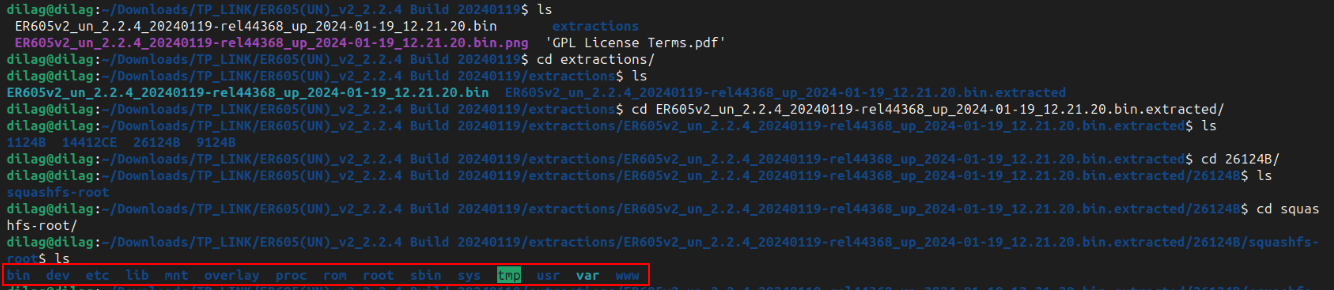 dilag@dilag:~/Downloads/TP_LINK/ER605(UN)_v2_2.2.4 Build 20240119$ ls
ER605v2_un_2.2.4_20240119-rel44368_up_2024-01-19_12.21.20.bin extractions
ER605v2_un_2.2.4_20240119-rel44368_up_2024-01-19_12.21.20.bin.png 'GPL License Terms.pdf'
dilag@dilag:~/Downloads/TP_LINK/ER605(UN)_v2_2.2.4 Build 20240119$ cd extractions/
dilag@dilag:~/Downloads/TP_LINK/ER605(UN)_v2_2.2.4 Build 20240119/extractions$ ls
ER605v2_un_2.2.4_20240119-rel44368_up_2024-01-19_12.21.20.bin ER605v2_un_2.2.4_20240119-rel44368_up_2024-01-19_12.21.20.bin.extracted
dilag@dilag:~/Downloads/TP_LINK/ER605(UN)_v2_2.2.4 Build 20240119/extractions$ cd ER605v2_un_2.2.4_20240119-rel44368_up_2024-01-19_12.21.20.bin.extracted/
dilag@dilag:~/Downloads/TP_LINK/ER605(UN)_v2_2.2.4 Build 20240119/extractions/ER605v2_un_2.2.4_20240119-rel44368_up_2024-01-19_12.21.20.bin.extracted$ ls
1124B 14412CE 26124B 9124B
dilag@dilag:~/Downloads/TP_LINK/ER605(UN)_v2_2.2.4 Build 20240119/extractions/ER605v2_un_2.2.4_20240119-rel44368_up_2024-01-19_12.21.20.bin.extracted$ cd 26124B/
dilag@dilag:~/Downloads/TP_LINK/ER605(UN)_v2_2.2.4 Build 20240119/extractions/ER605v2_un_2.2.4_20240119-rel44368_up_2024-01-19_12.21.20.bin.extracted/26124B$ ls
squashfs-root
dilag@dilag:~/Downloads/TP_LINK/ER605(UN)_v2_2.2.4 Build 20240119/extractions/ER605v2_un_2.2.4_20240119-rel44368_up_2024-01-19_12.21.20.bin.extracted/26124B$ cd squas
hfs-root/
dilag@dilag:~/Downloads/TP_LINK/ER605(UN)_v2_2.2.4 Build 20240119/extractions/ER605v2_un_2.2.4_20240119-rel44368_up_2024-01-19_12.21.20.bin.extracted/26124B/squashfs-
root$ ls
bin dev etc lib mnt overlay proc rom root sbin sys tmp usr var www